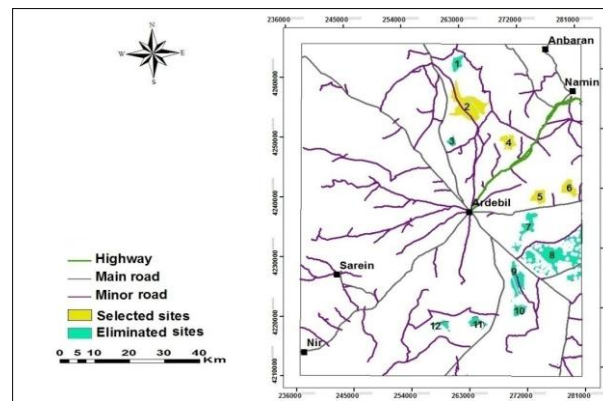 N
W E
S
236000 245000 254000 263000 272000 281000
Anbaran
Namin
4260000
4250000
4240000
4230000
4220000
4210000
1
2
3
4
5 6
Ardebil
7
8
9
10
11
12
Sarein
Nir
Highway
Main road
Minor road
Selected sites
Eliminated sites
0 5 10 20 30 40
Km
236000 245000 254000 263000 272000 281000